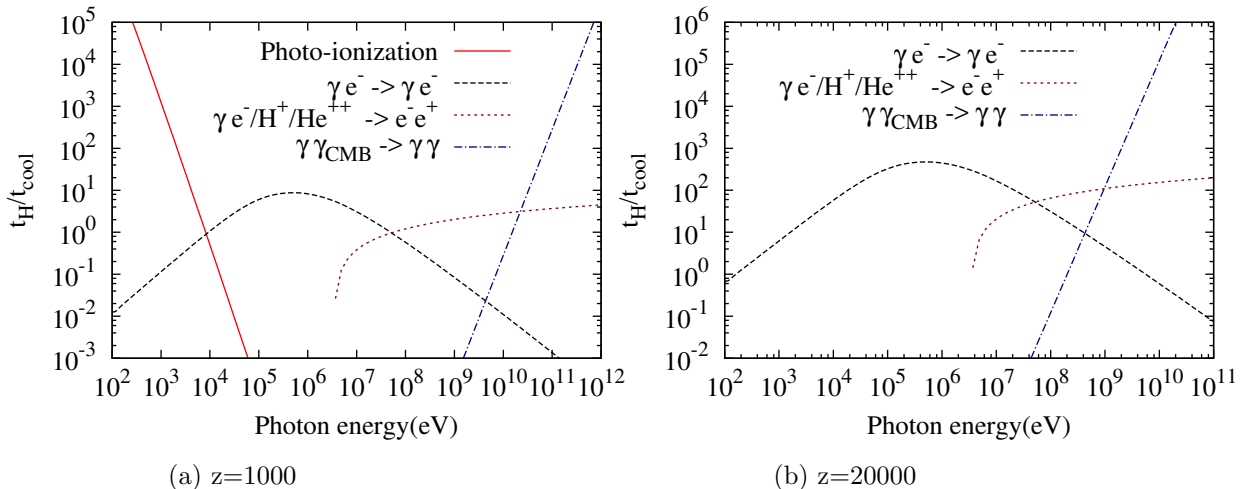 10^5
10^4
10^3
10^2
10^1
10^0
10^-1
10^-2
10^-3
t_H/t_cool
Photo-ionization
γ e^- -> γ e^-
γ e^-/H^+/He^++ -> e^-e^+
γ γ_CMB -> γ γ
10^2 10^3 10^4 10^5 10^6 10^7 10^8 10^9 10^10 10^11 10^12
Photon energy(eV)
(a) z=1000
10^6
10^5
10^4
10^3
10^2
10^1
10^0
10^-1
10^-2
t_H/t_cool
γ e^- -> γ e^-
γ e^-/H^+/He^++ -> e^-e^+
γ γ_CMB -> γ γ
10^2 10^3 10^4 10^5 10^6 10^7 10^8 10^9 10^10 10^11
Photon energy(eV)
(b) z=20000